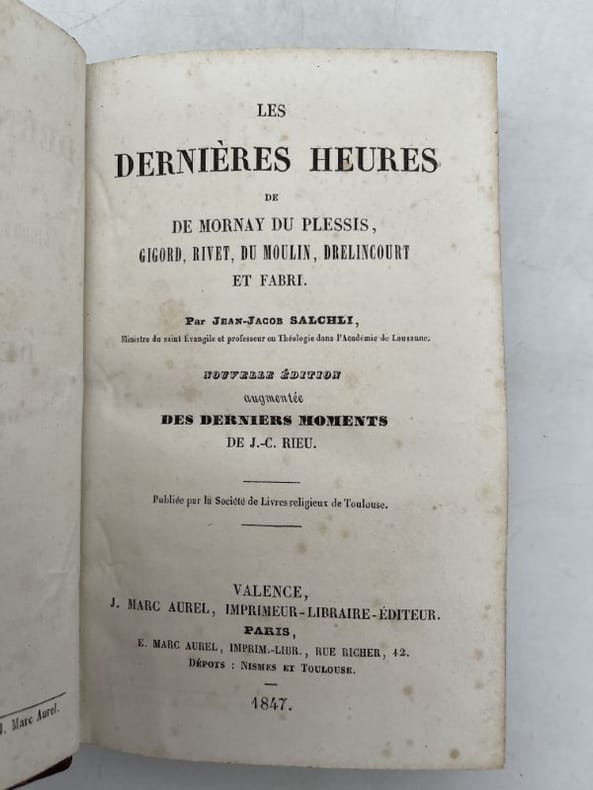 LES
DERNIÈRES HEURES
DE
DE MORNAY DU PLESSIS,
GIGORD, RIVET, DU MOULIN, DRELINCOURT
ET FABRI.
Par JEAN-JACOB SALCHLI,
Ministre du saint Évangile et professeur en Théologie dans l'Académie de Lausanne.
NOUVELLE ÉDITION
augmentée
DES DERNIERS MOMENTS
DE J.-C. RIEU.
Publiée par la Société de Livres religieux de Toulouse.
VALENCE,
J. MARC AUREL, IMPRIMEUR-LIBRAIRE-ÉDITEUR.
PARIS,
E. MARC AUREL, IMPRIM.-LIBR., RUE RICHER, 12.
DÉPOTS : NISMES ET TOULOUSE.
1847.
J. Marc Aurel.